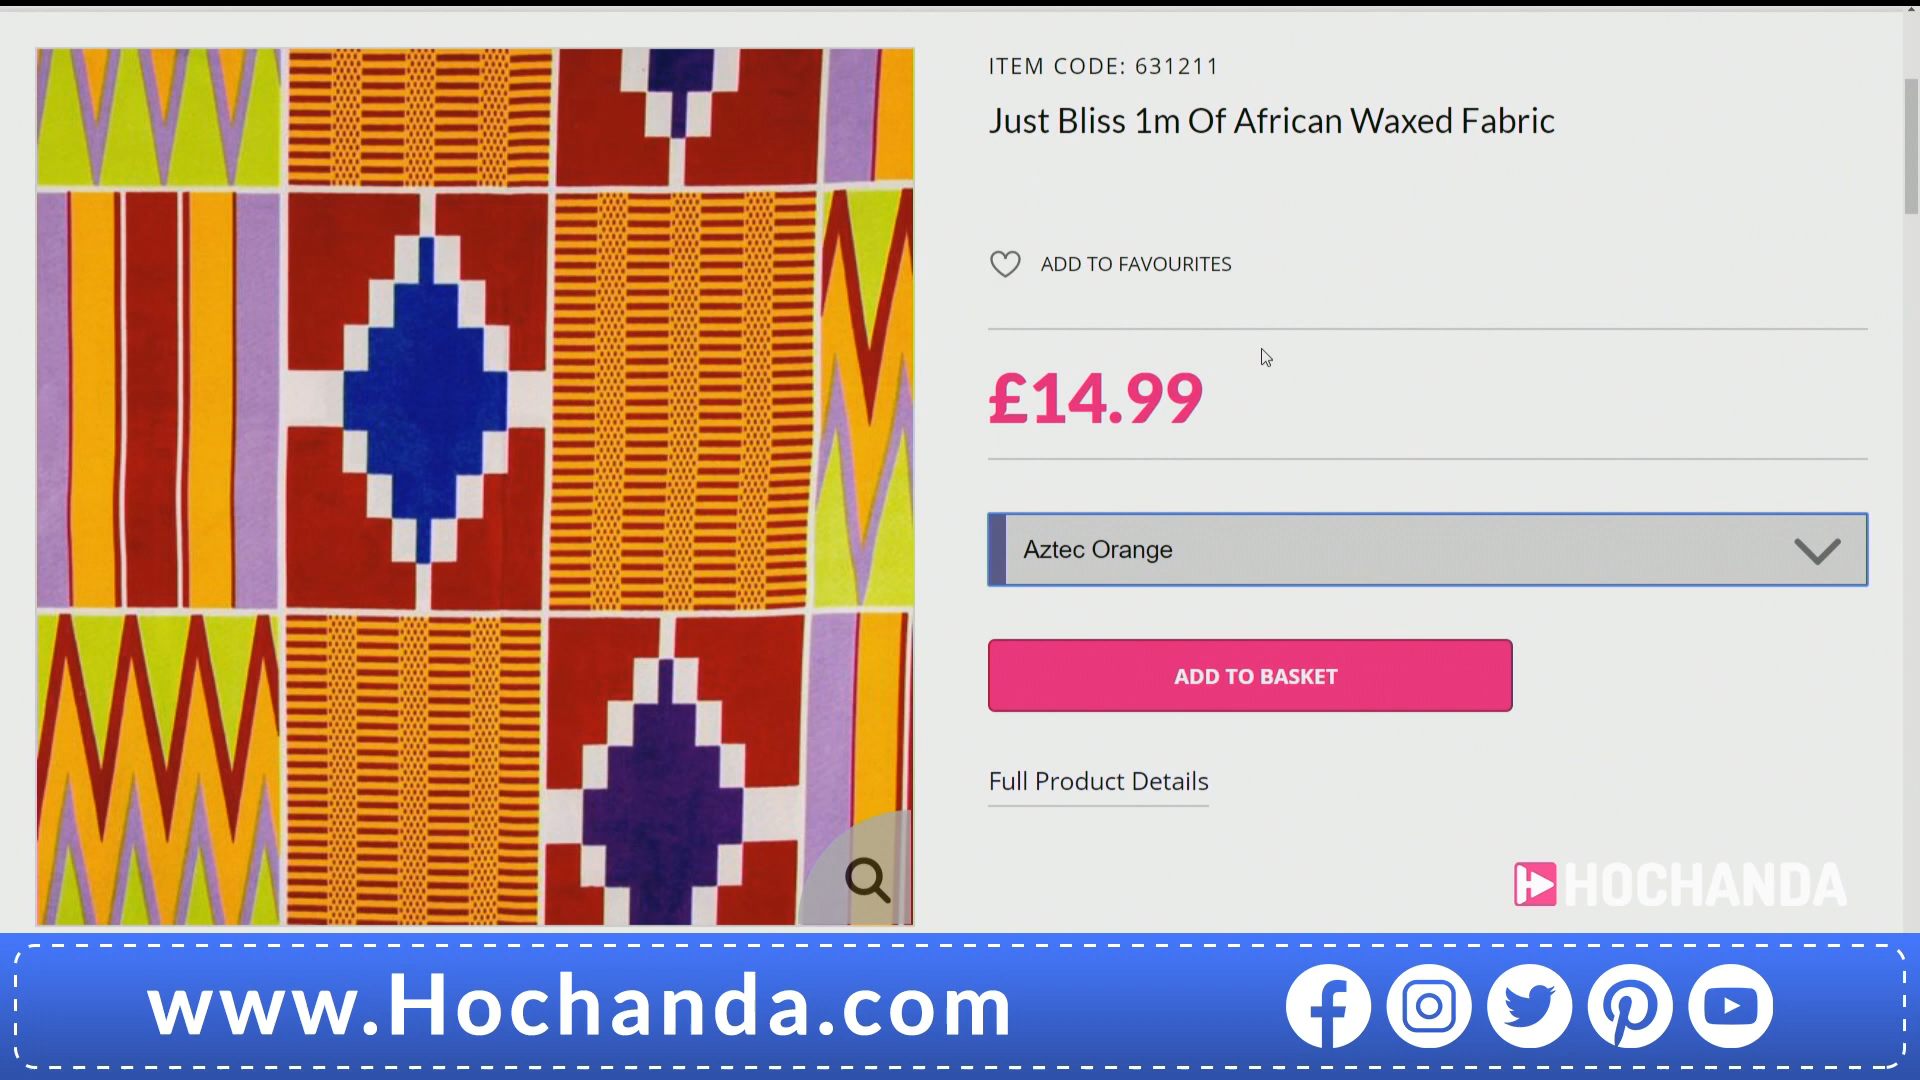 ITEM CODE: 631211
Just Bliss 1m Of African Waxed Fabric
ADD TO FAVOURITES
£14.99
Aztec Orange
ADD TO BASKET
Full Product Details
HOCHANDA
www.Hochanda.com